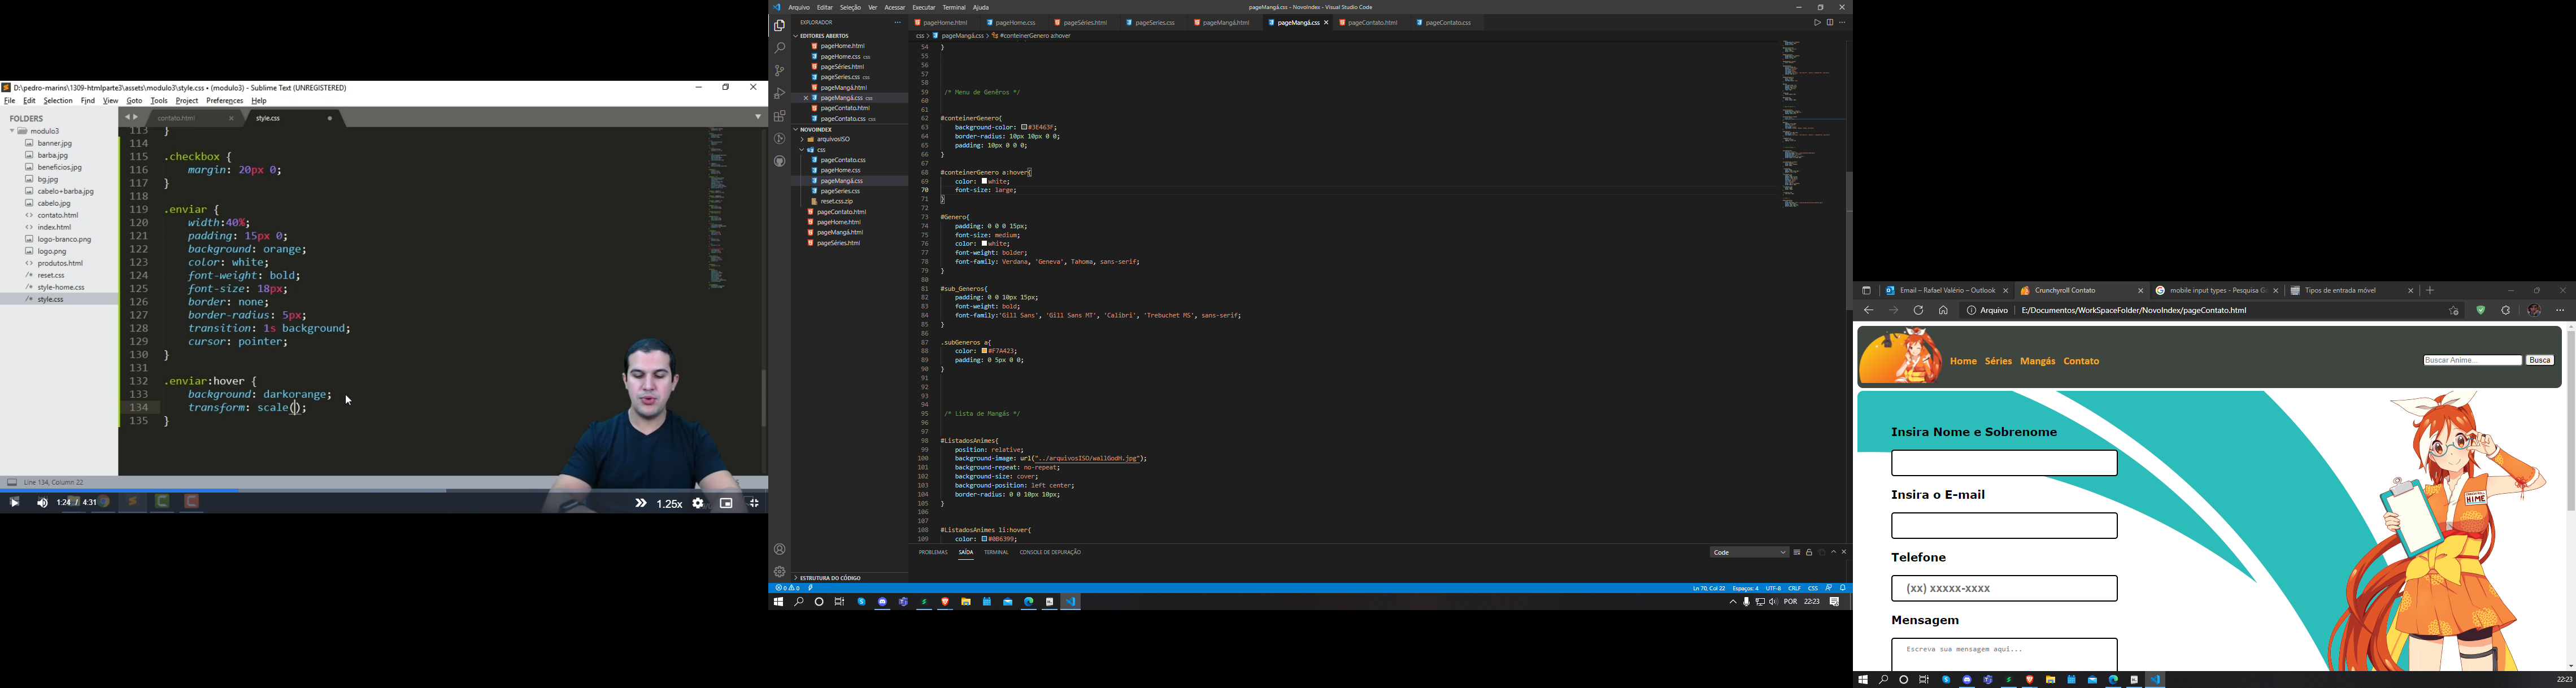 D:\pedro-marins\1309-htmlparte3\assets\modulo3\style.css • (modulo3) - Sublime Text (UNREGISTERED)
File Edit Selection Find View Goto Tools Project Preferences Help
FOLDERS
modulo3
banner.jpg
barba.jpg
beneficios.jpg
bg.jpg
cabelo+barba.jpg
cabelo.jpg
contato.html
index.html
logo-branco.png
logo.png
produtos.html
reset.css
style-home.css
style.css
contato.html
style.css
113 }
114
115 .checkbox {
116 margin: 20px 0;
117 }
118
119 .enviar {
120 width:40%;
121 padding: 15px 0;
122 background: orange;
123 color: white;
124 font-weight: bold;
125 font-size: 18px;
126 border: none;
127 border-radius: 5px;
128 transition: 1s background;
129 cursor: pointer;
130 }
131
132 .enviar:hover {
133 background: darkorange;
134 transform: scale();
135 }
Line 134, Column 22
1:24 / 4:31
1.25x
Arquivo Editar Seleção Ver Acessar Executar Terminal Ajuda
pageMangá.css - NovoIndex - Visual Studio Code
EXPLORADOR
EDITORES ABERTOS
pageHome.html
pageHome.css css
pageSéries.html
pageSeries.css css
pageMangá.html
pageMangá.css css
pageContato.html
pageContato.css css
NOVOINDEX
arquivosISO
css
pageContato.css
pageHome.css
pageMangá.css
pageSeries.css
reset.css.zip
pageContato.html
pageHome.html
pageMangá.html
pageSéries.html
ESTRUTURA DO CÓDIGO
pageHome.html pageHome.css pageSéries.html pageSeries.css pageMangá.html pageMangá.css pageContato.html pageContato.css
css > pageMangá.css > #conteinerGenero a:hover
54 }
55
56
57
58
59 /* Menu de Genêros */
60
61
62 #conteinerGenero{
63 background-color: #3E463F;
64 border-radius: 10px 10px 0 0;
65 padding: 10px 0 0 0;
66 }
67
68 #conteinerGenero a:hover{
69 color: white;
70 font-size: large;
71 }
72
73 #Genero{
74 padding: 0 0 0 15px;
75 font-size: medium;
76 color: white;
77 font-weight: bolder;
78 font-family: Verdana, 'Geneva', Tahoma, sans-serif;
79 }
80
81 #sub_Generos{
82 padding: 0 0 10px 15px;
83 font-weight: bold;
84 font-family:'Gill Sans', 'Gill Sans MT', 'Calibri', 'Trebuchet MS', sans-serif;
85 }
86
87 .subGeneros a{
88 color: #F7A423;
89 padding: 0 5px 0 0;
90 }
91
92
93
94
95 /* Lista de Mangás */
96
97
98 #ListadosAnimes{
99 position: relative;
100 background-image: url("../arquivosISO/wallGodH.jpg");
101 background-repeat: no-repeat;
102 background-size: cover;
103 background-position: left center;
104 border-radius: 0 0 10px 10px;
105 }
106
107
108 #ListadosAnimes li:hover{
109 color: #0B6399;
PROBLEMAS SAÍDA TERMINAL CONSOLE DE DEPURAÇÃO
Code
0 0
Ln 70, Col 22 Espaços: 4 UTF-8 CRLF CSS
POR 22:23
Email – Rafael Valério – Outlook
Crunchyroll Contato
mobile input types - Pesquisa G
Tipos de entrada móvel
Arquivo E:/Documentos/WorkSpaceFolder/NovoIndex/pageContato.html
Home Séries Mangás Contato
Buscar Anime...
Busca
Insira Nome e Sobrenome
Insira o E-mail
Telefone
(xx) xxxxx-xxxx
Mensagem
Escreva sua mensagem aqui...
HIME
22:23